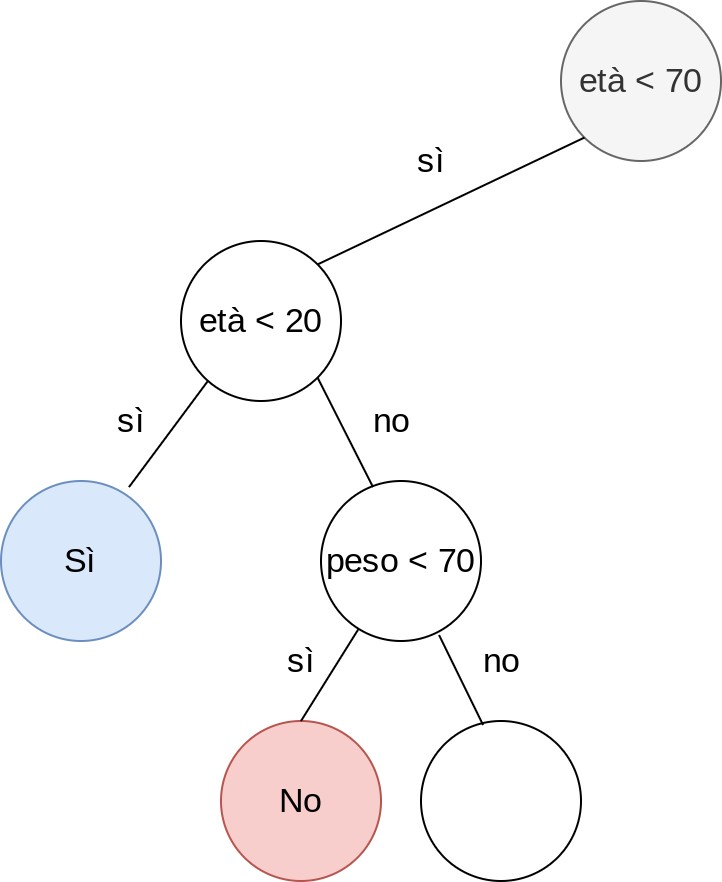 età < 70
sì
età < 20
sì
no
Sì
peso < 70
sì
no
No